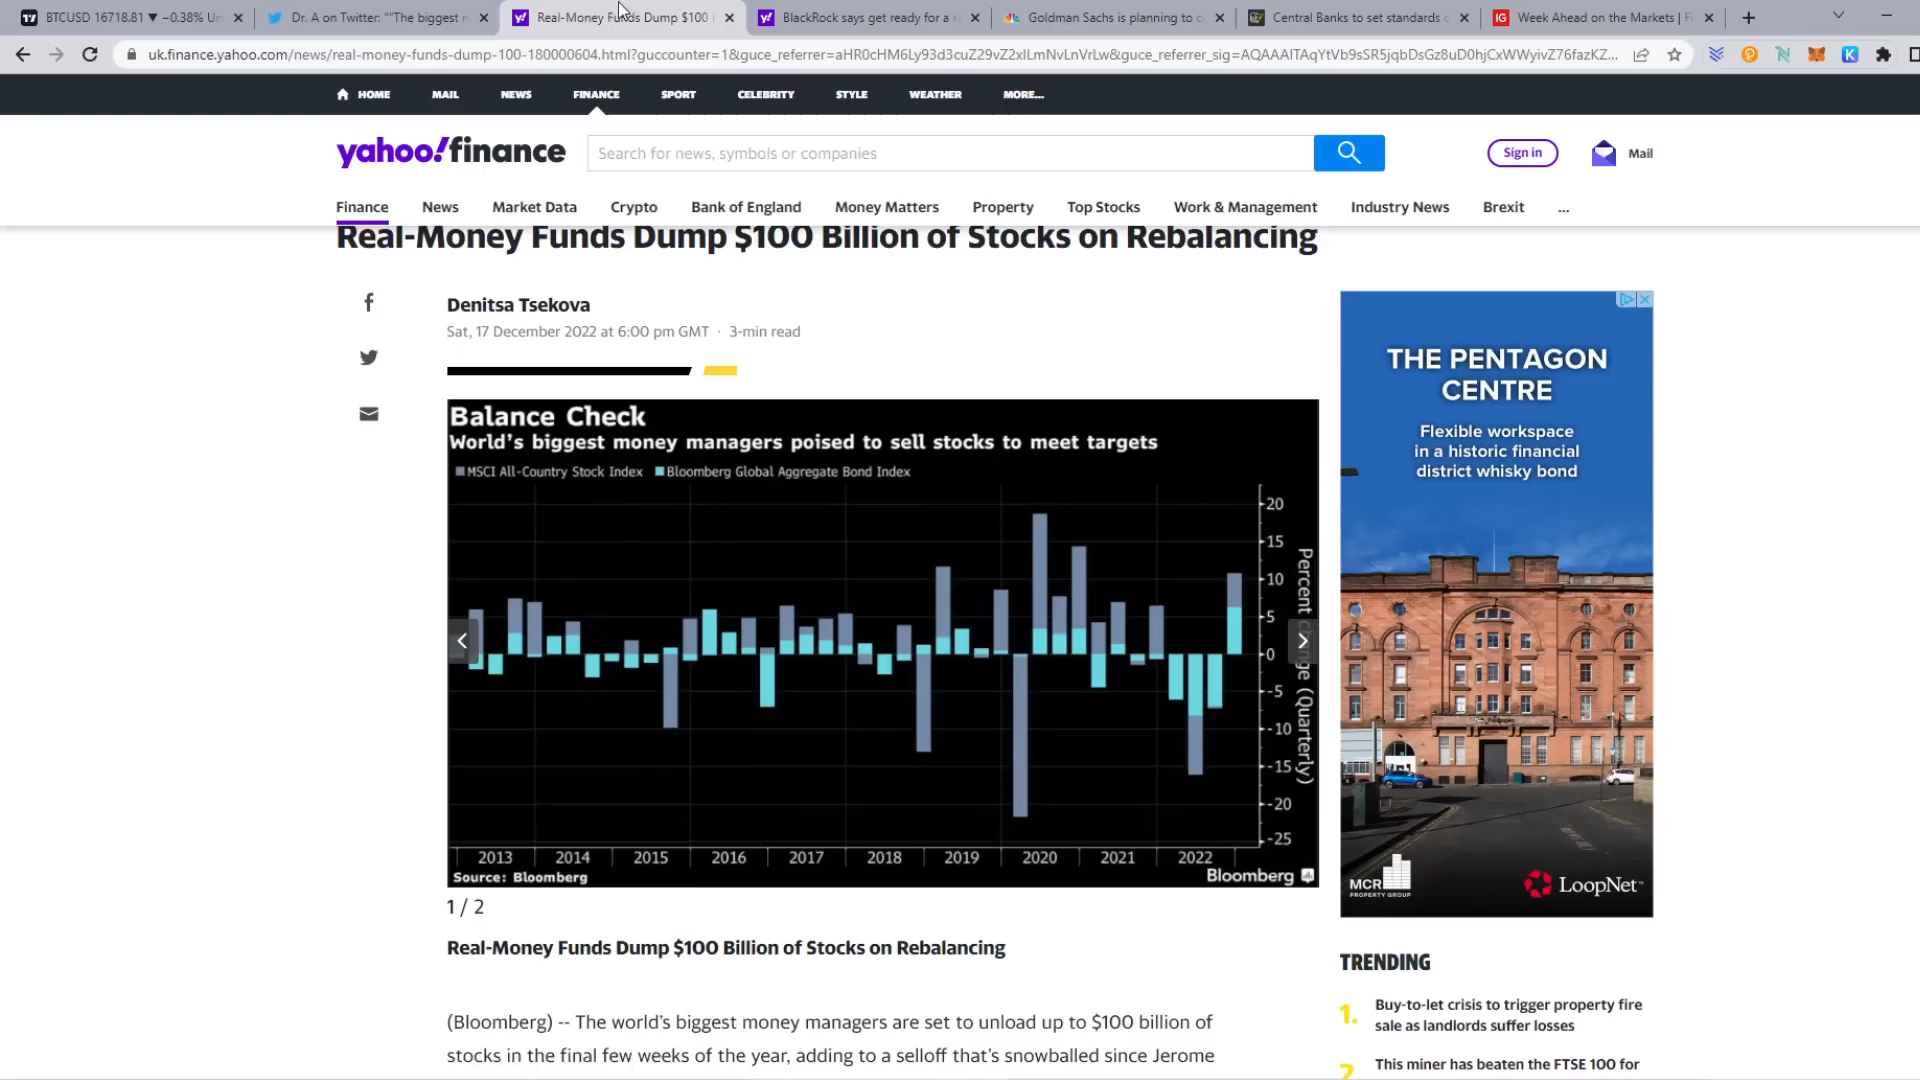 BTCUSD 16718.81 ▼ −0.38% Un
Dr. A on Twitter: ""The biggest m
Real-Money Funds Dump $100
BlackRock says get ready for a re
Goldman Sachs is planning to c
Central Banks to set standards o
IG
Week Ahead on the Markets | F
uk.finance.yahoo.com/news/real-money-funds-dump-100-180000604.html?guccounter=1&guce_referrer=
HOME
MAIL
NEWS
FINANCE
SPORT
CELEBRITY
STYLE
WEATHER
MORE...
yahoo!finance
Search for news, symbols or companies
Sign in
Mail
Finance
News
Market Data
Crypto
Bank of England
Money Matters
Property
Top Stocks
Work & Management
Industry News
Brexit
...
Real-Money Funds Dump $100 Billion of Stocks on Rebalancing
Denitsa Tsekova
Sat, 17 December 2022 at 6:00 pm GMT · 3-min read
Balance Check
World's biggest money managers poised to sell stocks to meet targets
MSCI All-Country Stock Index
Bloomberg Global Aggregate Bond Index
20
15
10
5
0
-5
-10
-15
-20
-25
Percent change (Quarterly)
2013
2014
2015
2016
2017
2018
2019
2020
2021
2022
Source: Bloomberg
Bloomberg
1 / 2
Real-Money Funds Dump $100 Billion of Stocks on Rebalancing
(Bloomberg) -- The world's biggest money managers are set to unload up to $100 billion of
stocks in the final few weeks of the year, adding to a selloff that's snowballed since Jerome
THE PENTAGON
CENTRE
Flexible workspace
in a historic financial
district whisky bond
MCR
PROPERTY GROUP
LoopNet™
TRENDING
1.
Buy-to-let crisis to trigger property fire
sale as landlords suffer losses
2
This miner has beaten the FTSE 100 for